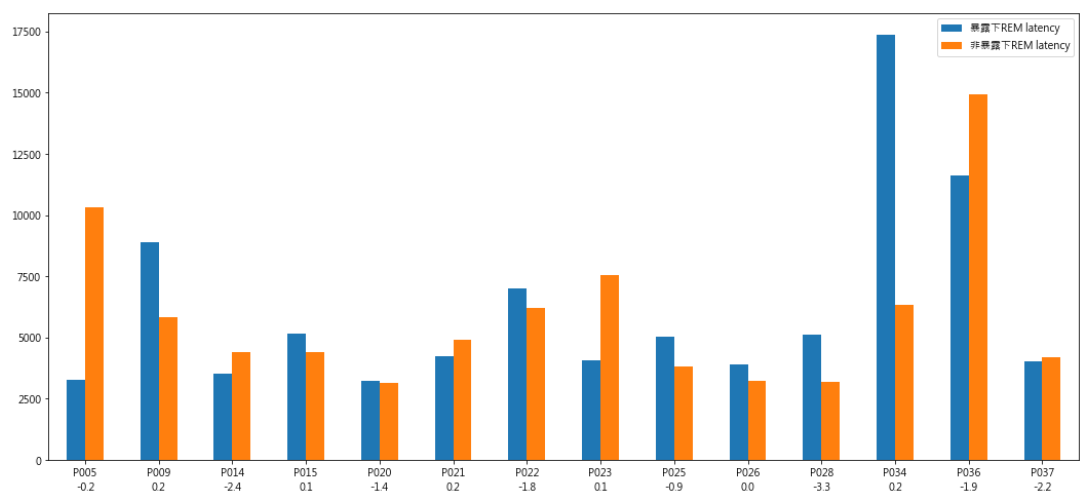 暴露下REM latency
非暴露下REM latency
17500
15000
12500
10000
7500
5000
2500
0
P005 P009 P014 P015 P020 P021 P022 P023 P025 P026 P028 P034 P036 P037
-0.2 0.2 -2.4 0.1 -1.4 0.2 -1.8 0.1 -0.9 0.0 -3.3 0.2 -1.9 -2.2